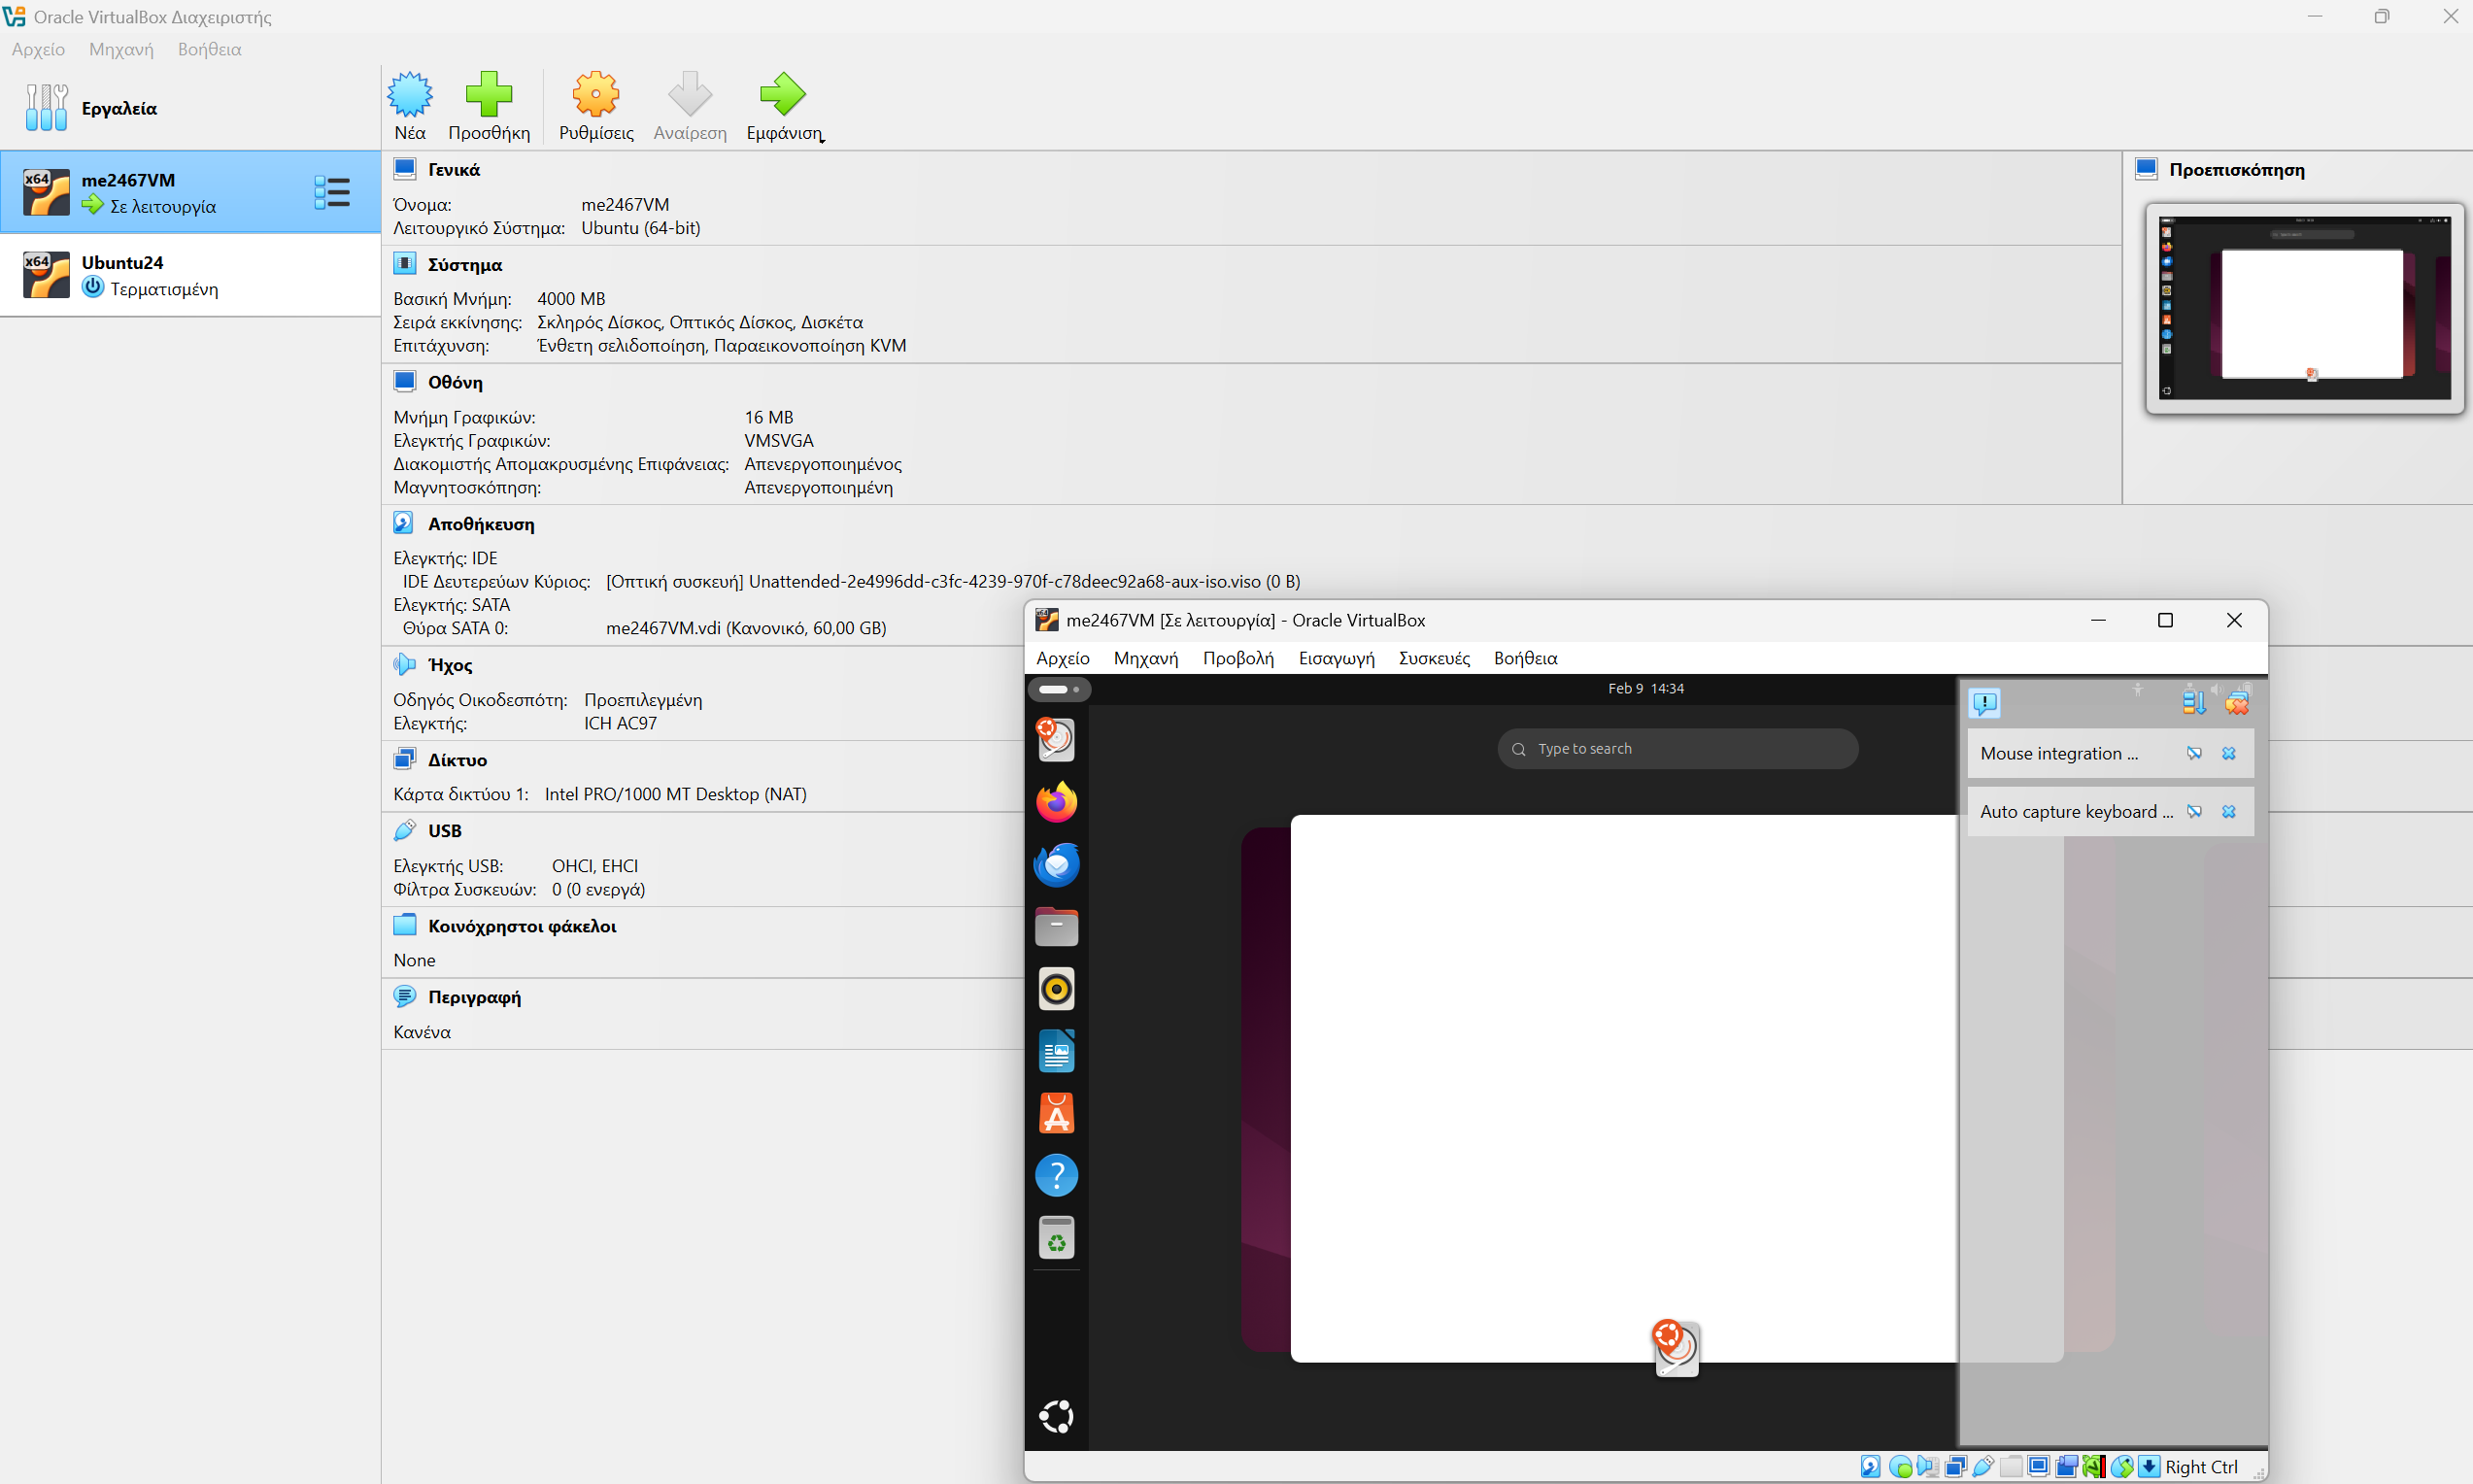 Oracle VirtualBox Διαχειριστής
Αρχείο Μηχανή Βοήθεια
Εργαλεία
Νέα Προσθήκη Ρυθμίσεις Αναίρεση Εμφάνιση
x64 me2467VM
Σε λειτουργία
x64 Ubuntu24
Τερματισμένη
Γενικά
Όνομα: me2467VM
Λειτουργικό Σύστημα: Ubuntu (64-bit)
Σύστημα
Βασική Μνήμη: 4000 MB
Σειρά εκκίνησης: Σκληρός Δίσκος, Οπτικός Δίσκος, Δισκέτα
Επιτάχυνση: Ένθετη σελιδοποίηση, Παραεικονοποίηση KVM
Οθόνη
Μνήμη Γραφικών: 16 MB
Ελεγκτής Γραφικών: VMSVGA
Διακομιστής Απομακρυσμένης Επιφάνειας: Απενεργοποιημένος
Μαγνητοσκόπηση: Απενεργοποιημένη
Προεπισκόπηση
Αποθήκευση
Ελεγκτής: IDE
IDE Δευτερεύων Κύριος: [Οπτική συσκευή] Unattended-2e4996dd-c3fc-4239-970f-c78deec92a68-aux-iso.viso (0 B)
Ελεγκτής: SATA
Θύρα SATA 0: me2467VM.vdi (Κανονικό, 60,00 GB)
Ήχος
Οδηγός Οικοδεσπότη: Προεπιλεγμένη
Ελεγκτής: ICH AC97
Δίκτυο
Κάρτα δικτύου 1: Intel PRO/1000 MT Desktop (NAT)
USB
Ελεγκτής USB: OHCI, EHCI
Φίλτρα Συσκευών: 0 (0 ενεργά)
Κοινόχρηστοι φάκελοι
None
Περιγραφή
Κανένα
me2467VM [Σε λειτουργία] - Oracle VirtualBox
Αρχείο Μηχανή Προβολή Εισαγωγή Συσκευές Βοήθεια
Feb 9 14:34
Type to search
Mouse integration ...
Auto capture keyboard ...
Right Ctrl